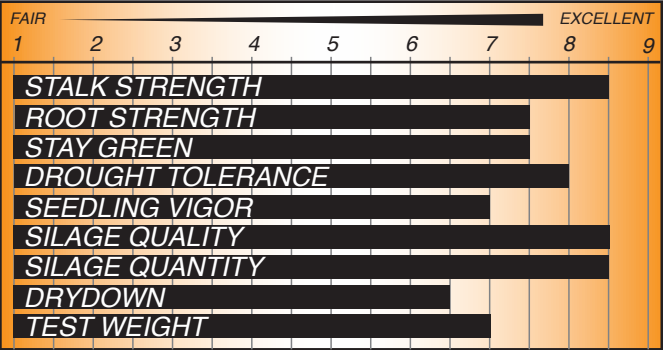 FAIR EXCELLENT
1 2 3 4 5 6 7 8 9
STALK STRENGTH
ROOT STRENGTH
STAY GREEN
DROUGHT TOLERANCE
SEEDLING VIGOR
SILAGE QUALITY
SILAGE QUANTITY
DRYDOWN
TEST WEIGHT